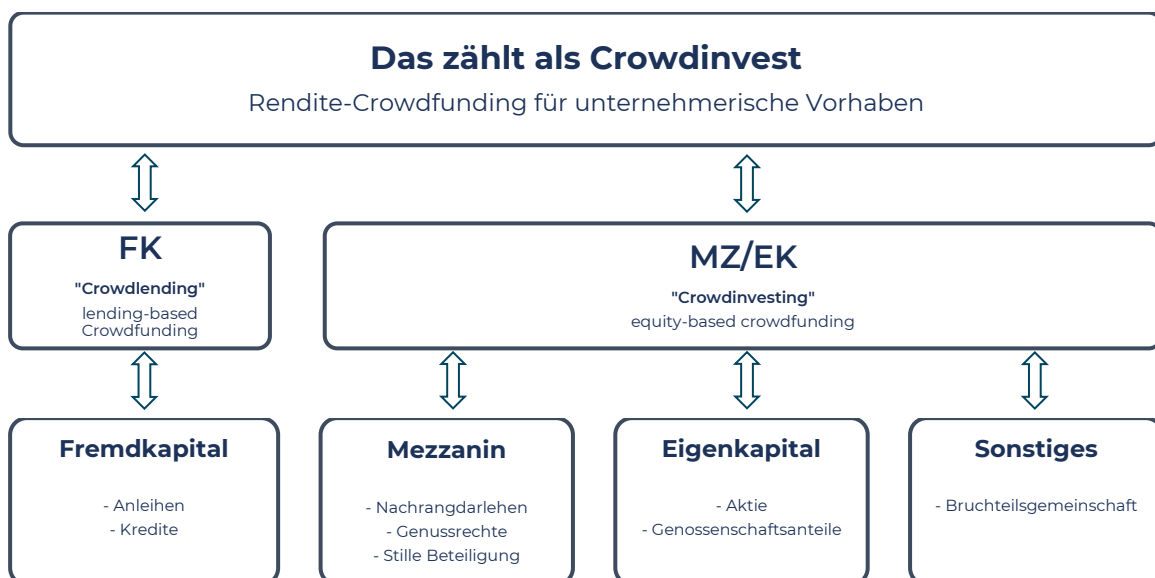 Das zählt als Crowdinvest
Rendite-Crowdfunding für unternehmerische Vorhaben
FK
"Crowdlending"
lending-based
Crowdfunding
MZ/EK
"Crowdinvesting"
equity-based crowdfunding
Fremdkapital
- Anleihen
- Kredite
Mezzanin
- Nachrangdarlehen
- Genussrechte
- Stille Beteiligung
Eigenkapital
- Aktie
- Genossenschaftsanteile
Sonstiges
- Bruchteilsgemeinschaft